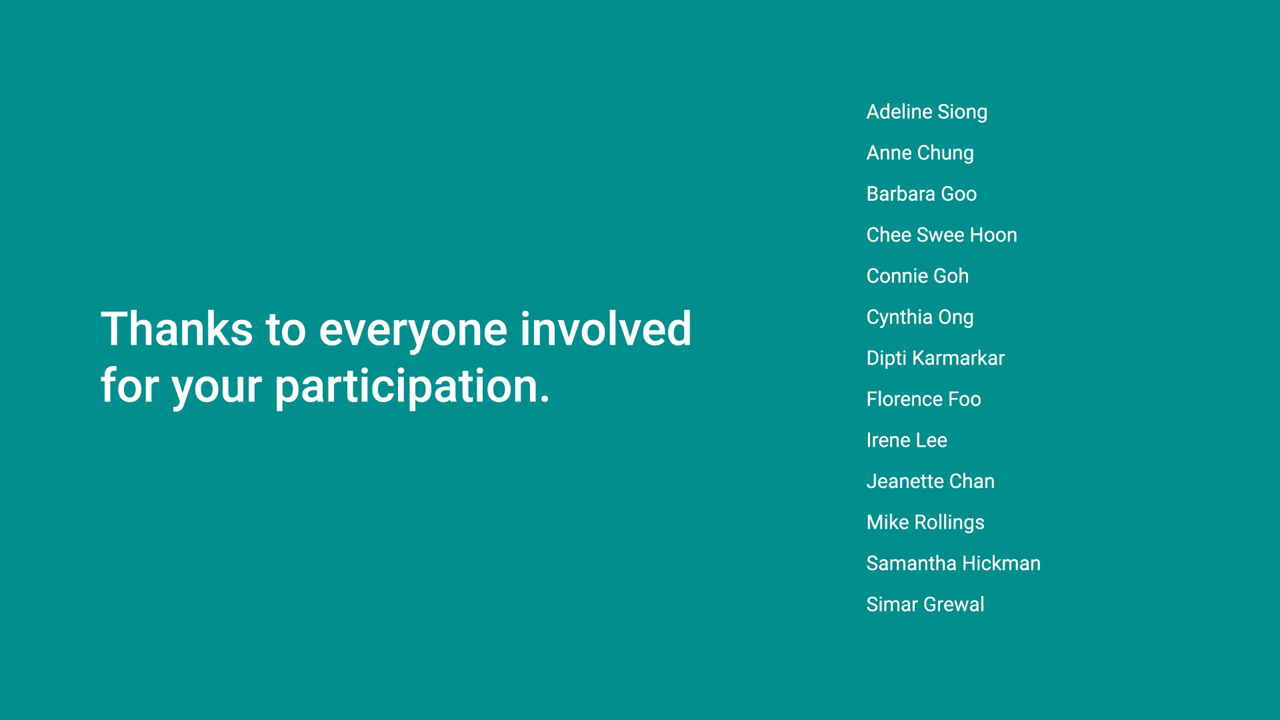 Thanks to everyone involved
for your participation.
Adeline Siong
Anne Chung
Barbara Goo
Chee Swee Hoon
Connie Goh
Cynthia Ong
Dipti Karmarkar
Florence Foo
Irene Lee
Jeanette Chan
Mike Rollings
Samantha Hickman
Simar Grewal